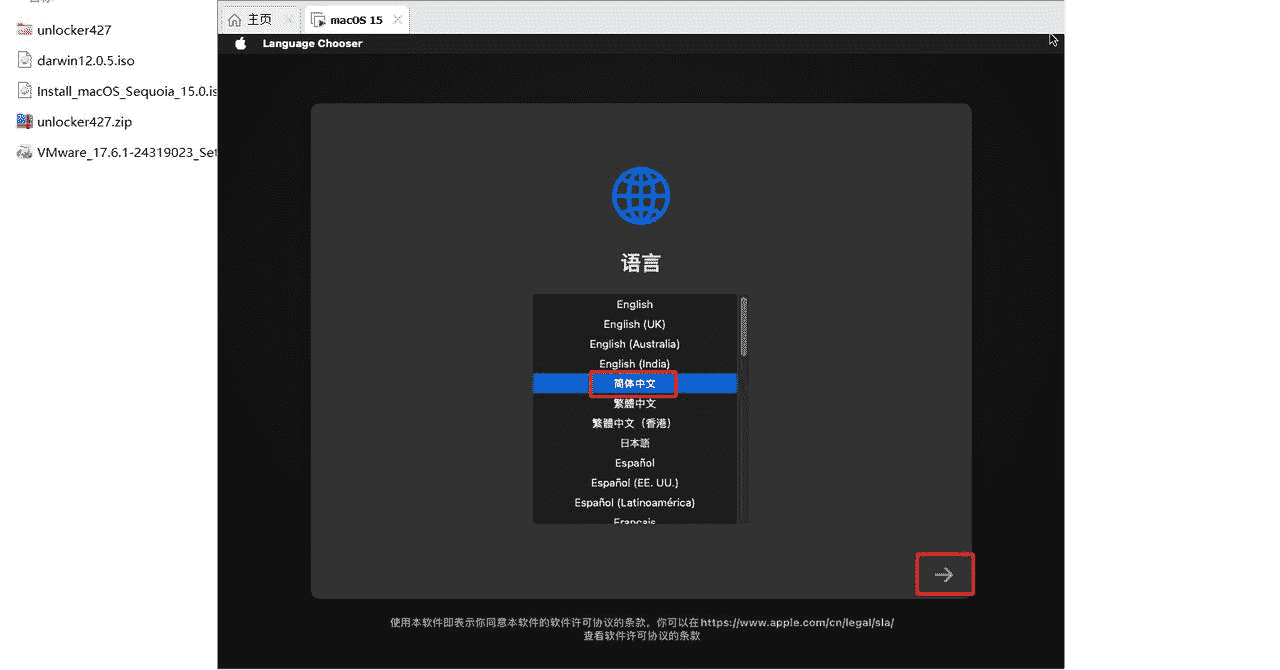 unlocker427
darwin12.0.5.iso
Install_macOS_Sequoia_15.0.is
unlocker427.zip
VMware_17.6.1-24319023_Set
主页
macOS 15
Language Chooser
语言
English
English (UK)
English (Australia)
English (India)
简体中文
繁體中文
繁體中文（香港）
日本語
Español
Español (EE. UU.)
Español (Latinoamérica)
Français
使用本软件即表示你同意本软件的软件许可协议的条款，你可以在 https://www.apple.com/cn/legal/sla/
查看软件许可协议的条款